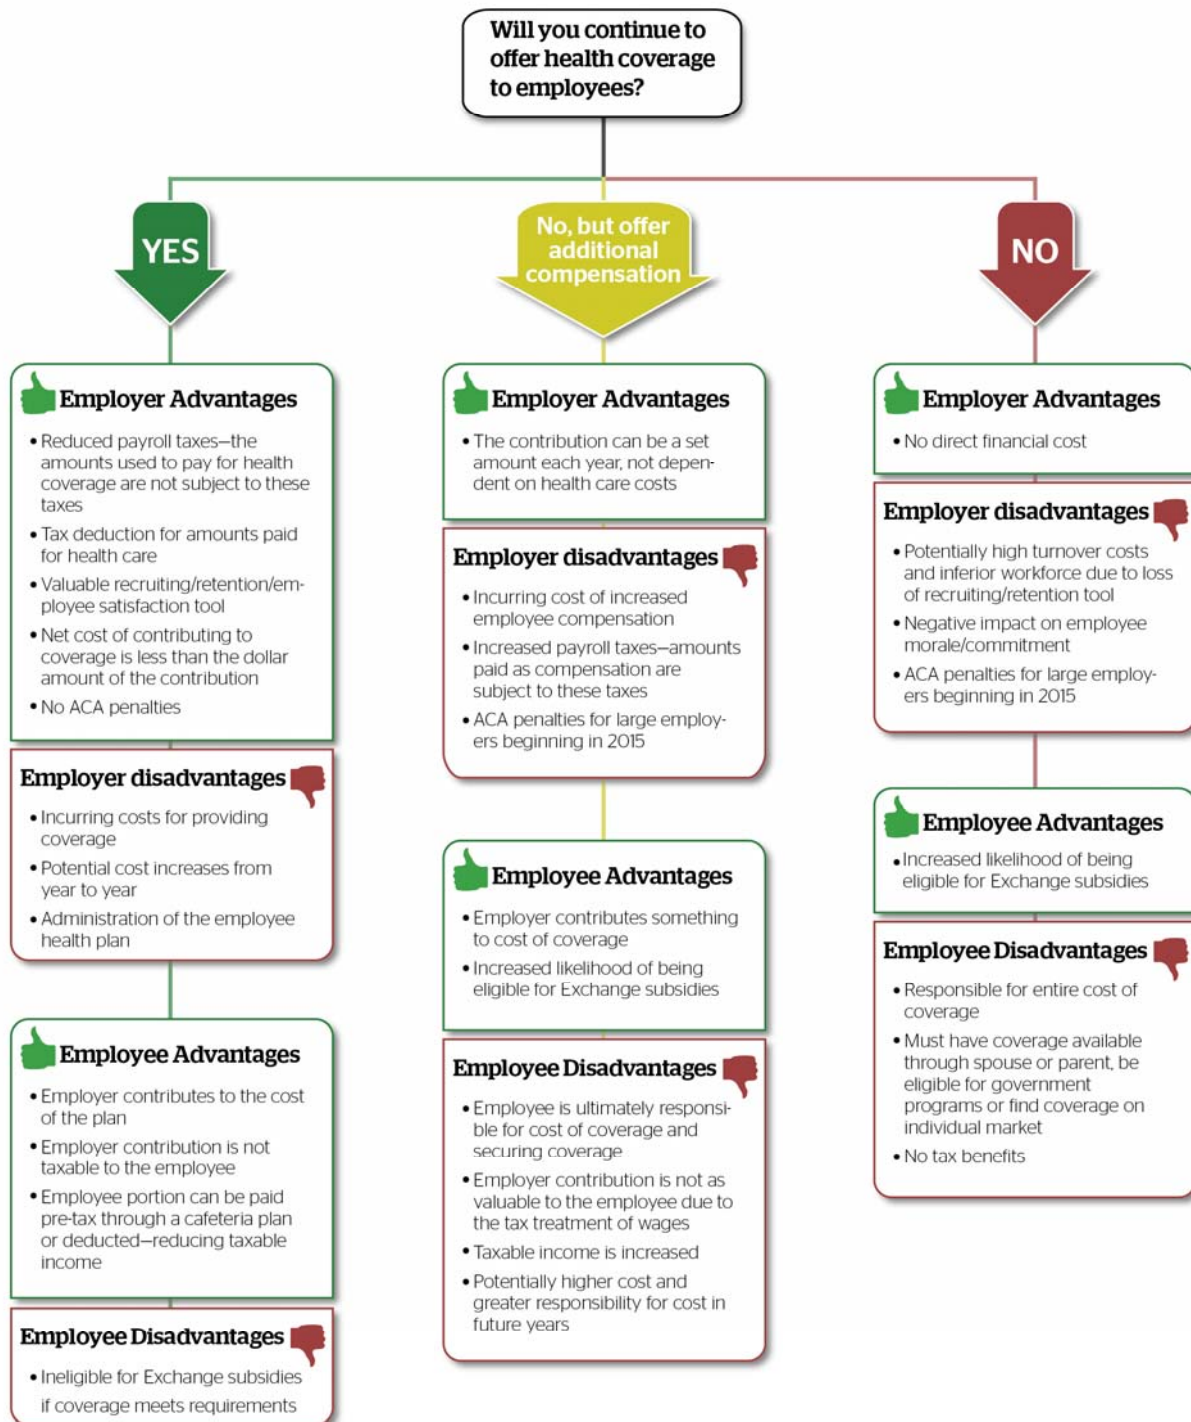 Will you continue to
offer health coverage
to employees?
YES
Employer Advantages
• Reduced payroll taxes—the
amounts used to pay for health
coverage are not subject to these
taxes
• Tax deduction for amounts paid
for health care
• Valuable recruiting/retention/em-
ployee satisfaction tool
• Net cost of contributing to
coverage is less than the dollar
amount of the contribution
• No ACA penalties
Employer disadvantages
• Incurring costs for providing
coverage
• Potential cost increases from
year to year
• Administration of the employee
health plan
Employee Advantages
• Employer contributes to the cost
of the plan
• Employer contribution is not
taxable to the employee
• Employee portion can be paid
pre-tax through a cafeteria plan
or deducted—reducing taxable
income
Employee Disadvantages
• Ineligible for Exchange subsidies
if coverage meets requirements
No, but offer
additional
compensation
Employer Advantages
• The contribution can be a set
amount each year, not depen-
dent on health care costs
Employer disadvantages
• Incurring cost of increased
employee compensation
• Increased payroll taxes—amounts
paid as compensation are
subject to these taxes
• ACA penalties for large employ-
ers beginning in 2015
Employee Advantages
• Employer contributes something
to cost of coverage
• Increased likelihood of being
eligible for Exchange subsidies
Employee Disadvantages
• Employee is ultimately responsi-
ble for cost of coverage and
securing coverage
• Employer contribution is not as
valuable to the employee due to
the tax treatment of wages
• Taxable income is increased
• Potentially higher cost and
greater responsibility for cost in
future years
NO
Employer Advantages
• No direct financial cost
Employer disadvantages
• Potentially high turnover costs
and inferior workforce due to loss
of recruiting/retention tool
• Negative impact on employee
morale/commitment
• ACA penalties for large employ-
ers beginning in 2015
Employee Advantages
• Increased likelihood of being
eligible for Exchange subsidies
Employee Disadvantages
• Responsible for entire cost of
coverage
• Must have coverage available
through spouse or parent, be
eligible for government
programs or find coverage on
individual market
• No tax benefits